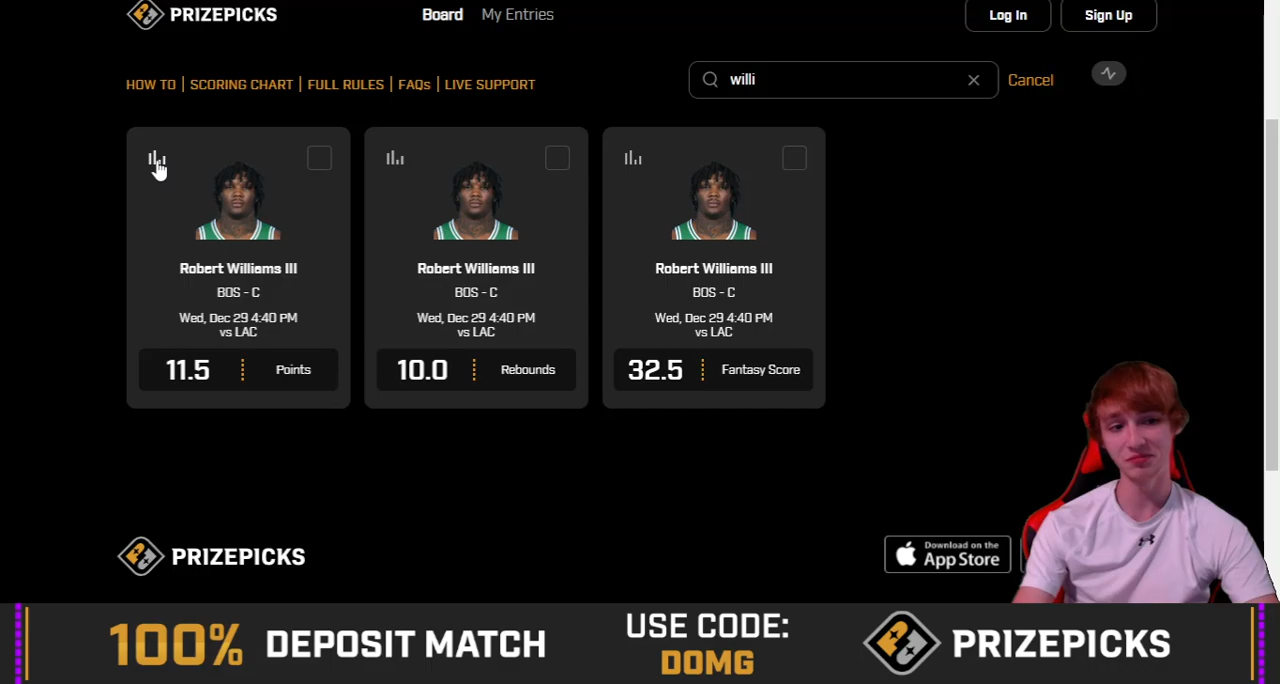 PRIZEPICKS
Board My Entries
Log In
Sign Up
HOW TO | SCORING CHART | FULL RULES | FAQs | LIVE SUPPORT
willi
Cancel
Robert Williams III
BOS - C
Wed, Dec 29 4:40 PM
vs LAC
11.5 Points
Robert Williams III
BOS - C
Wed, Dec 29 4:40 PM
vs LAC
10.0 Rebounds
Robert Williams III
BOS - C
Wed, Dec 29 4:40 PM
vs LAC
32.5 Fantasy Score
PRIZEPICKS
Download on the
App Store
100% DEPOSIT MATCH
USE CODE:
DOMG
PRIZEPICKS